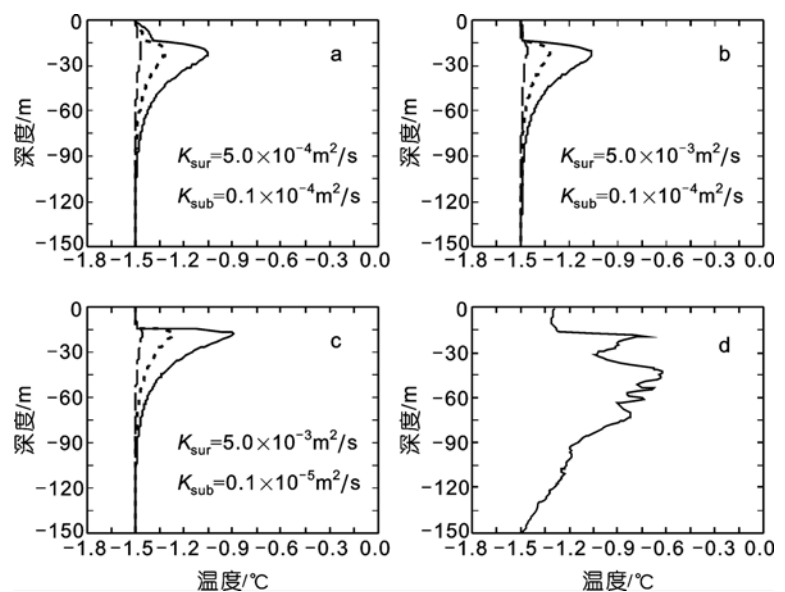 0
−30
−60
−90
−120
−150
深度/m
a
Ksur=5.0×10−4m2/s
Ksub=0.1×10−4m2/s
−1.8 −1.5 −1.2 −0.9 −0.6 −0.3 0.0
0
−30
−60
−90
−120
−150
深度/m
b
Ksur=5.0×10−3m2/s
Ksub=0.1×10−4m2/s
−1.8 −1.5 −1.2 −0.9 −0.6 −0.3 0.0
0
−30
−60
−90
−120
−150
深度/m
c
Ksur=5.0×10−3m2/s
Ksub=0.1×10−5m2/s
−1.8 −1.5 −1.2 −0.9 −0.6 −0.3 0.0
温度/℃
0
−30
−60
−90
−120
−150
深度/m
d
−1.8 −1.5 −1.2 −0.9 −0.6 −0.3 0.0
温度/℃